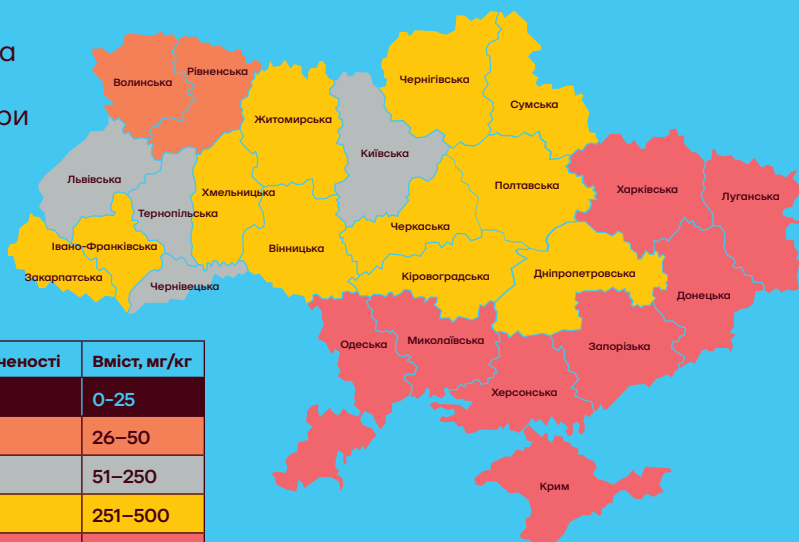 а
ри
Волинська
Рівненська
Житомирська
Чернігівська
Сумська
Київська
Львівська
Тернопільська
Хмельницька
Вінницька
Черкаська
Полтавська
Харківська
Луганська
Івано-Франківська
Закарпатська
Чернівецька
Кіровоградська
Дніпропетровська
Донецька
Одеська
Миколаївська
Запорізька
Херсонська
Крим
ченості Вміст, мг/кг
0-25
26–50
51–250
251–500